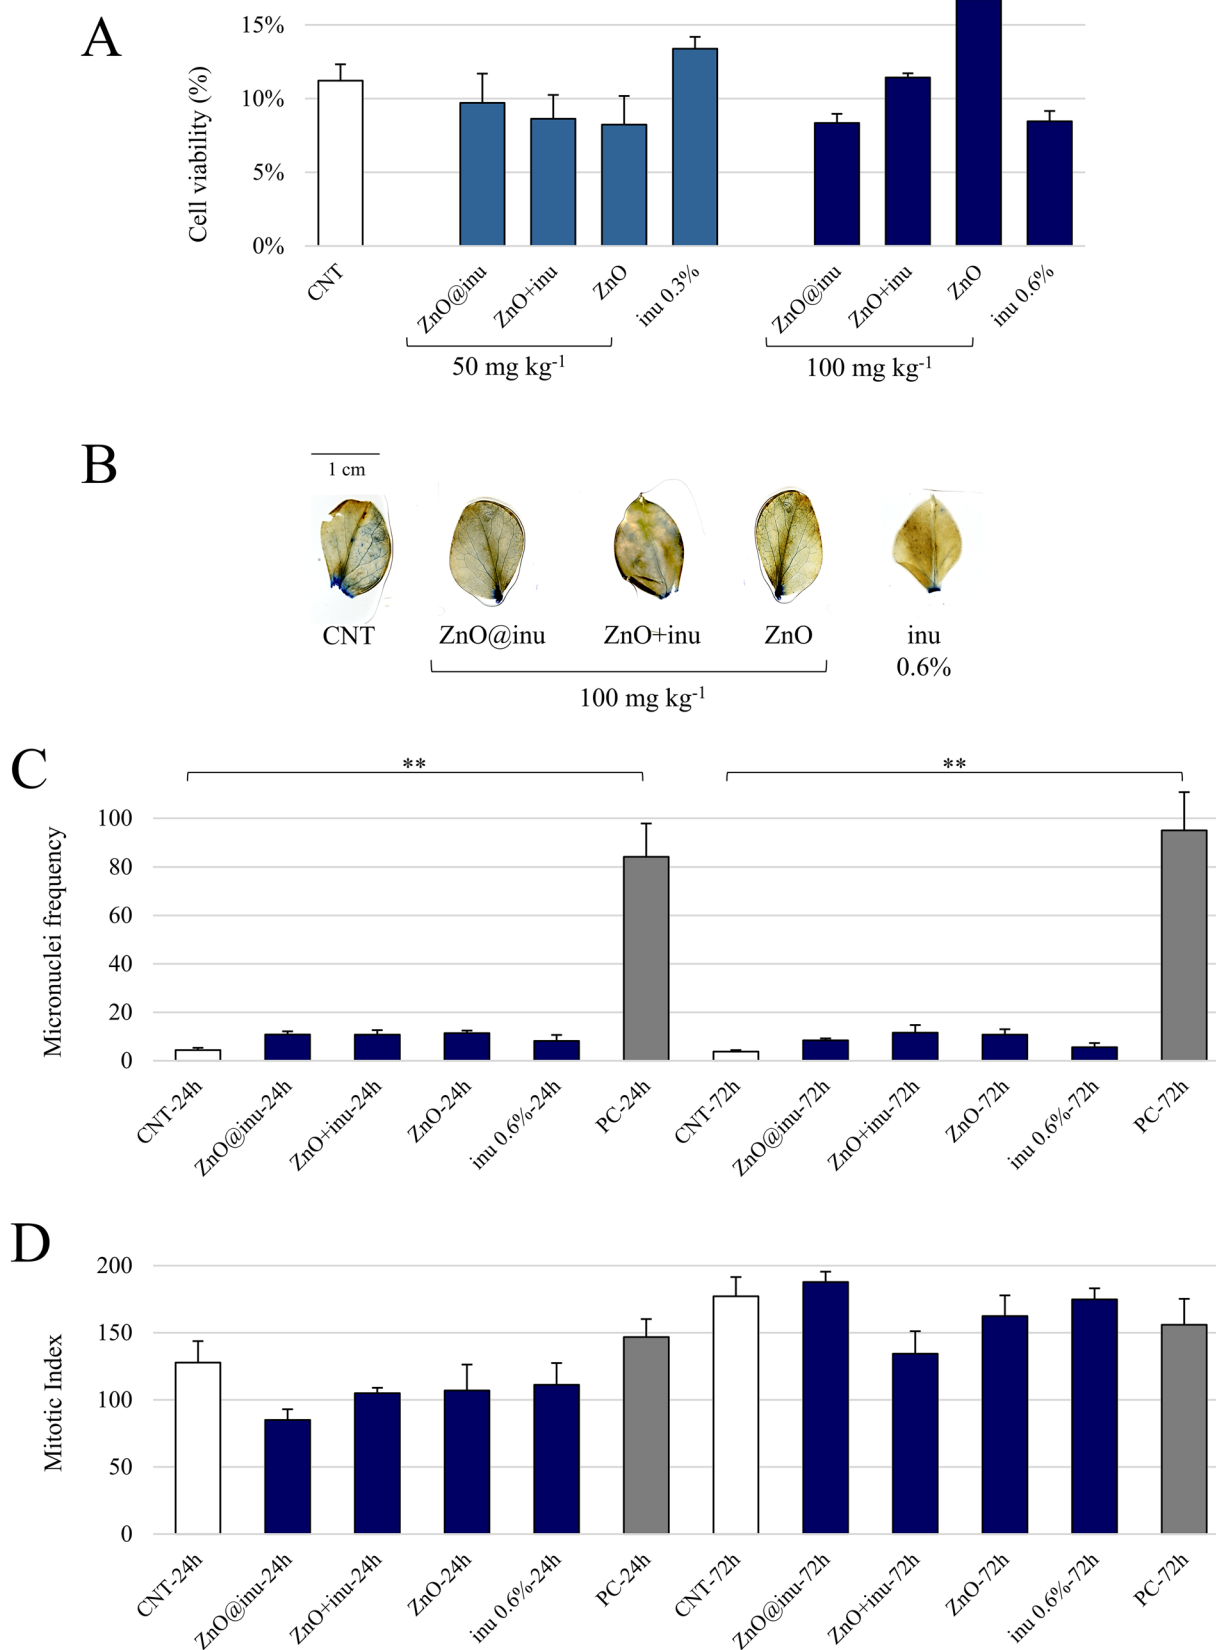 A
15%
10%
5%
0%
Cell viability (%)
CNT
ZnO@inu
ZnO+inu
ZnO
inu 0.3%
ZnO@inu
ZnO+inu
ZnO
inu 0.6%
50 mg kg⁻¹
100 mg kg⁻¹
B
1 cm
CNT
ZnO@inu
ZnO+inu
ZnO
inu
0.6%
100 mg kg⁻¹
C
**
**
100
80
60
40
20
0
Micronuclei frequency
CNT-24h
ZnO@inu-24h
ZnO+inu-24h
ZnO-24h
inu 0.6%-24h
PC-24h
CNT-72h
ZnO@inu-72h
ZnO+inu-72h
ZnO-72h
inu 0.6%-72h
PC-72h
D
200
150
100
50
0
Mitotic Index
CNT-24h
ZnO@inu-24h
ZnO+inu-24h
ZnO-24h
inu 0.6%-24h
PC-24h
CNT-72h
ZnO@inu-72h
ZnO+inu-72h
ZnO-72h
inu 0.6%-72h
PC-72h